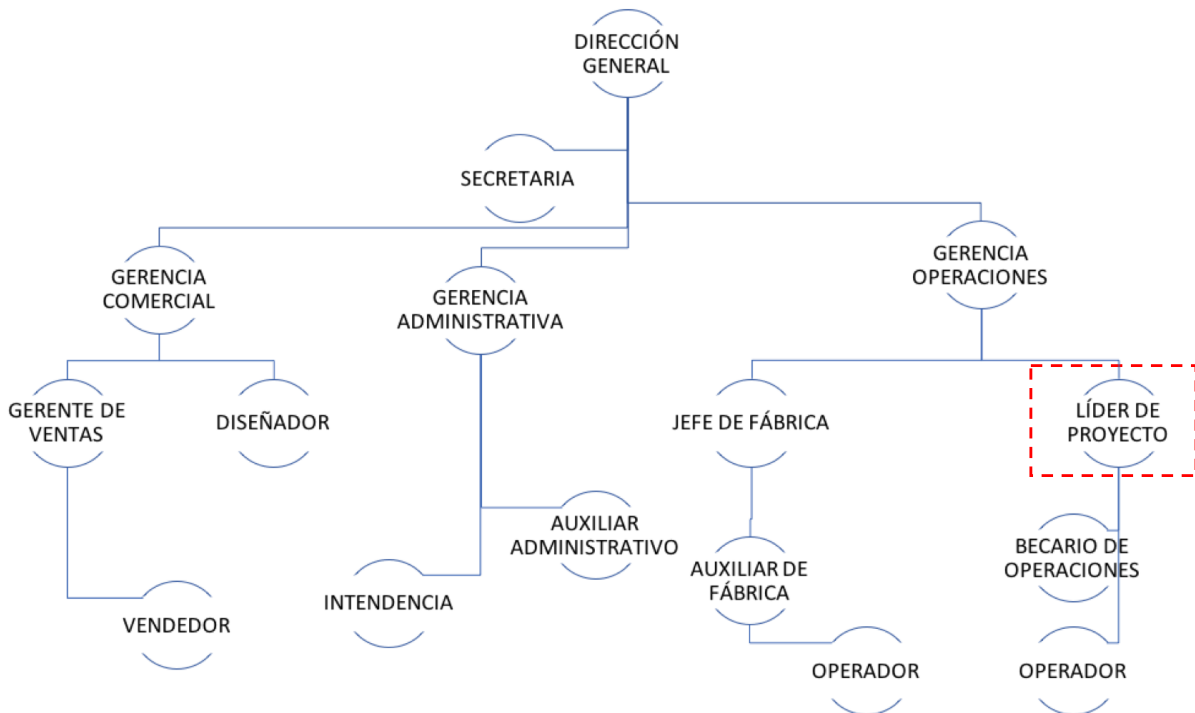 DIRECCIÓN
GENERAL
SECRETARIA
GERENCIA
COMERCIAL
GERENCIA
ADMINISTRATIVA
GERENCIA
OPERACIONES
GERENTE DE
VENTAS
DISEÑADOR
JEFE DE FÁBRICA
LÍDER DE
PROYECTO
AUXILIAR
ADMINISTRATIVO
INTENDENCIA
VENDEDOR
AUXILIAR DE
FÁBRICA
BECARIO DE
OPERACIONES
OPERADOR
OPERADOR